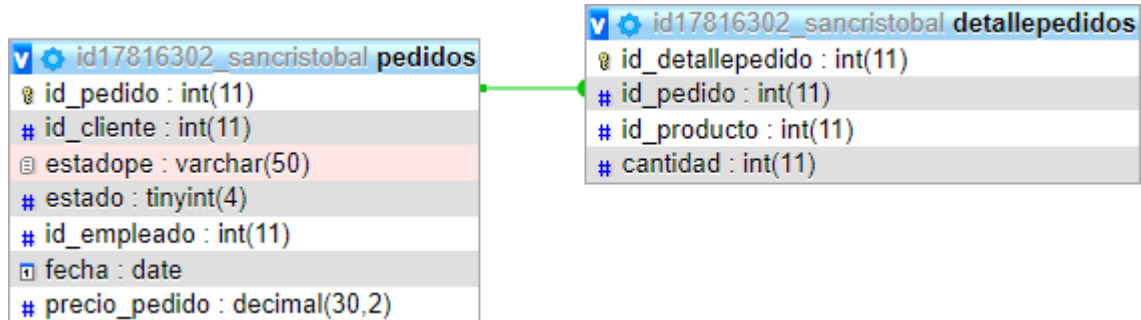 id17816302_sancristobal pedidos
id_pedido : int(11)
id_cliente : int(11)
estadope : varchar(50)
estado : tinyint(4)
id_empleado : int(11)
fecha : date
precio_pedido : decimal(30,2)
id17816302_sancristobal detallepedidos
id_detallepedido : int(11)
id_pedido : int(11)
id_producto : int(11)
cantidad : int(11)